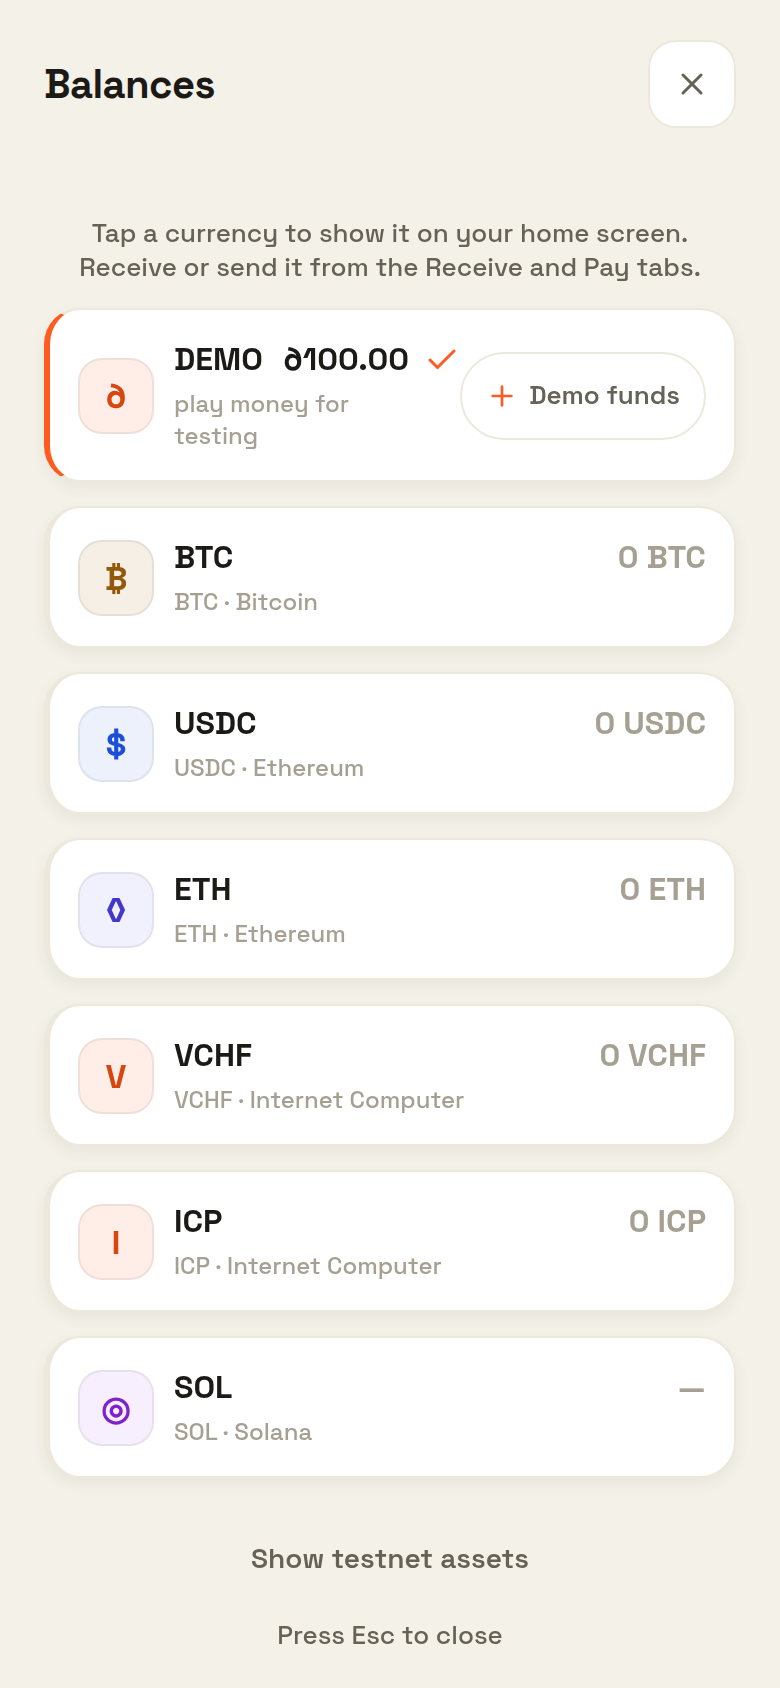 Balances
Tap a currency to show it on your home screen.
Receive or send it from the Receive and Pay tabs.
∂
DEMO ∂100.00
play money for
testing
Demo funds
₿
BTC
0 BTC
BTC · Bitcoin
$
USDC
0 USDC
USDC · Ethereum
◊
ETH
0 ETH
ETH · Ethereum
V
VCHF
0 VCHF
VCHF · Internet Computer
I
ICP
0 ICP
ICP · Internet Computer
◎
SOL
—
SOL · Solana
Show testnet assets
Press Esc to close